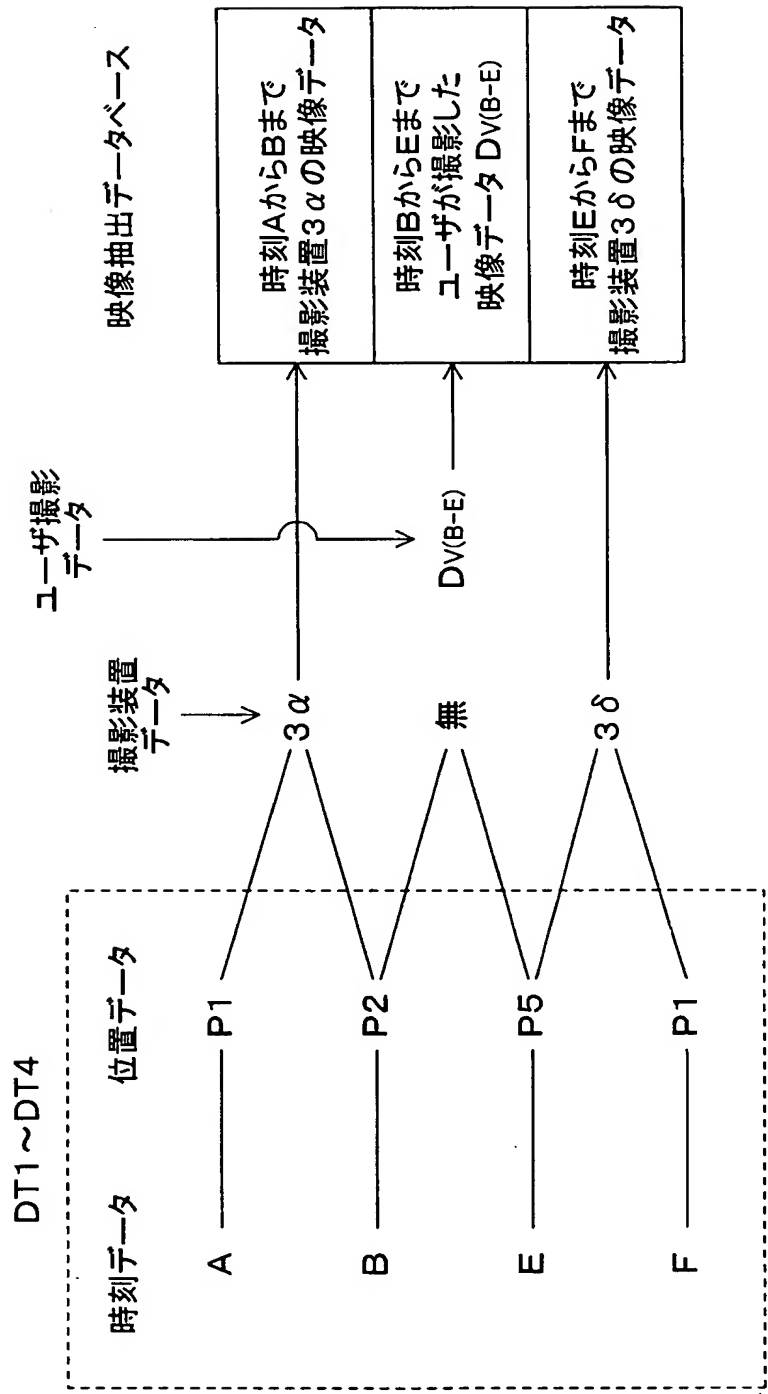 DT1～DT4
時刻データ
位置データ
撮影装置
データ
ユーザ撮影
データ
映像抽出データベース
A
P1
B
P2
E
P5
F
P1
3α
無
3δ
DV(B-E)
時刻AからBまで
撮影装置3αの映像データ
時刻BからEまで
ユーザが撮影した
映像データ DV(B-E)
時刻EからFまで
撮影装置3δの映像データ